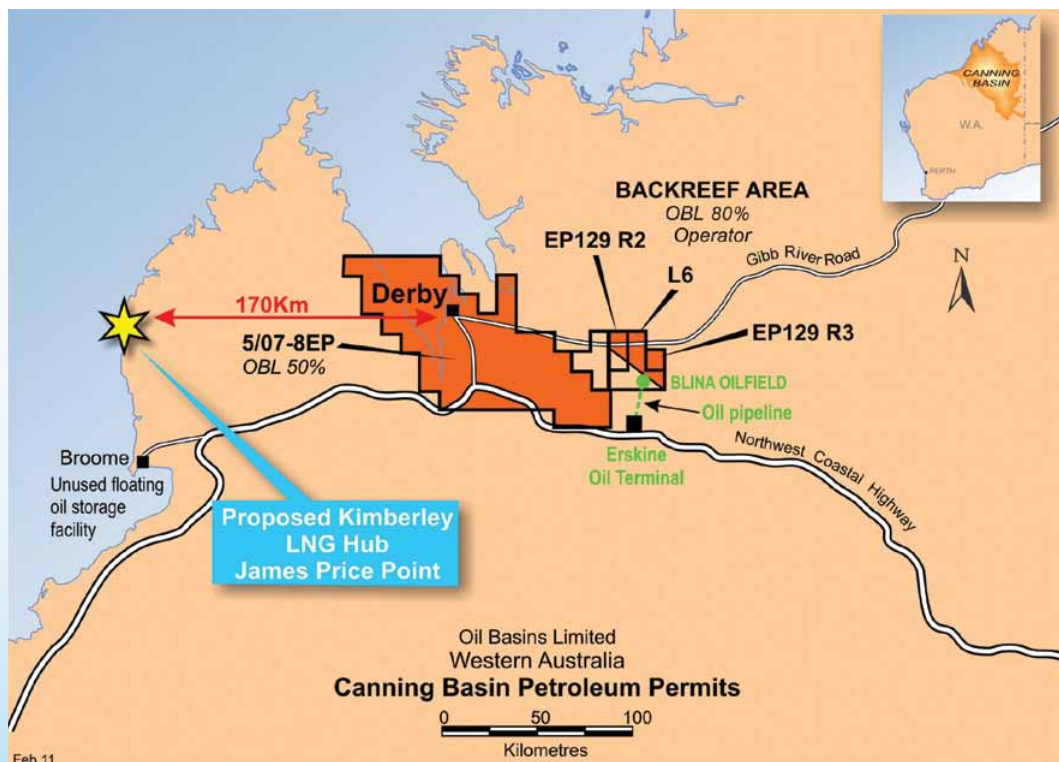 CANNING
BASIN
W.A.
PERTH
BACKREEF AREA
OBL 80%
Operator
EP129 R2
L6
Gibb River Road
N
170Km
Derby
5/07-8EP
OBL 50%
EP129 R3
BLINA OILFIELD
Oil pipeline
Erskine
Oil Terminal
Northwest Coastal Highway
Broome
Unused floating
oil storage
facility
Proposed Kimberley
LNG Hub
James Price Point
Oil Basins Limited
Western Australia
Canning Basin Petroleum Permits
0 50 100
Kilometres
Feb 11